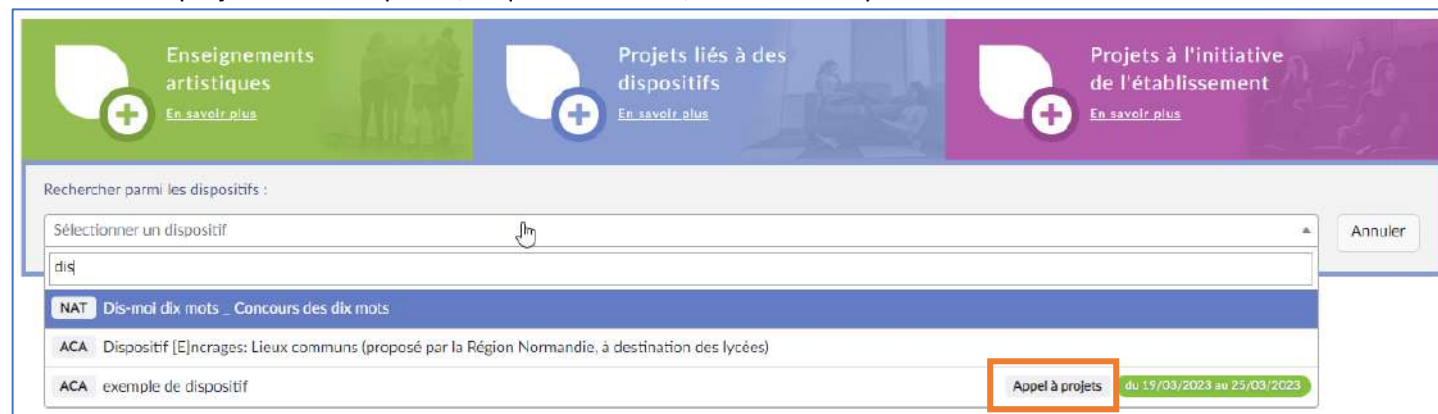 Enseignements
artistiques
En savoir plus
Projets liés à des
dispositifs
En savoir plus
Projets à l'initiative
de l'établissement
En savoir plus
Rechercher parmi les dispositifs :
Sélectionner un dispositif
Annuler
dis
NAT Dis-moi dix mots _ Concours des dix mots
ACA Dispositif [E]ncrages: Lieux communs (proposé par la Région Normandie, à destination des lycées)
ACA exemple de dispositif Appel à projets du 19/03/2023 au 25/03/2023